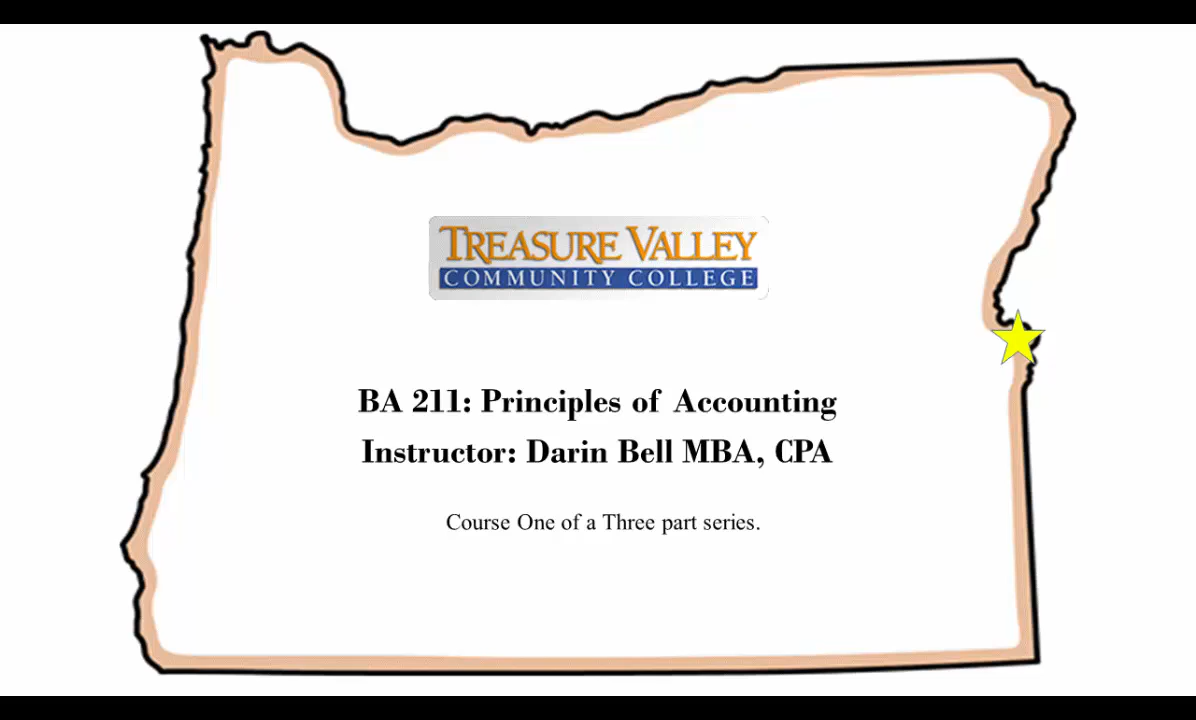 TREASURE VALLEY
COMMUNITY COLLEGE
BA 211: Principles of Accounting
Instructor: Darin Bell MBA, CPA
Course One of a Three part series.